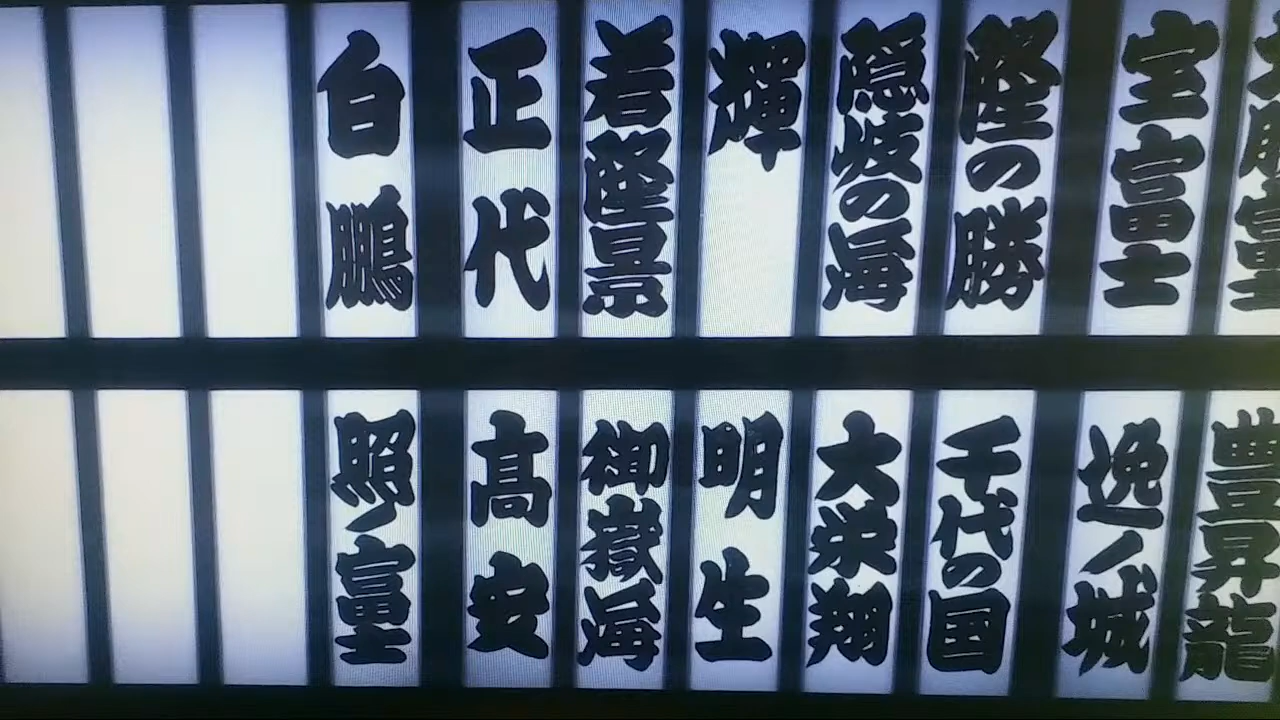 宝富士
隆の勝
隠岐の海
輝
若隆景
正代
白鵬
豊昇龍
逸ノ城
千代の国
大栄翔
明生
御嶽海
髙安
照ノ富士